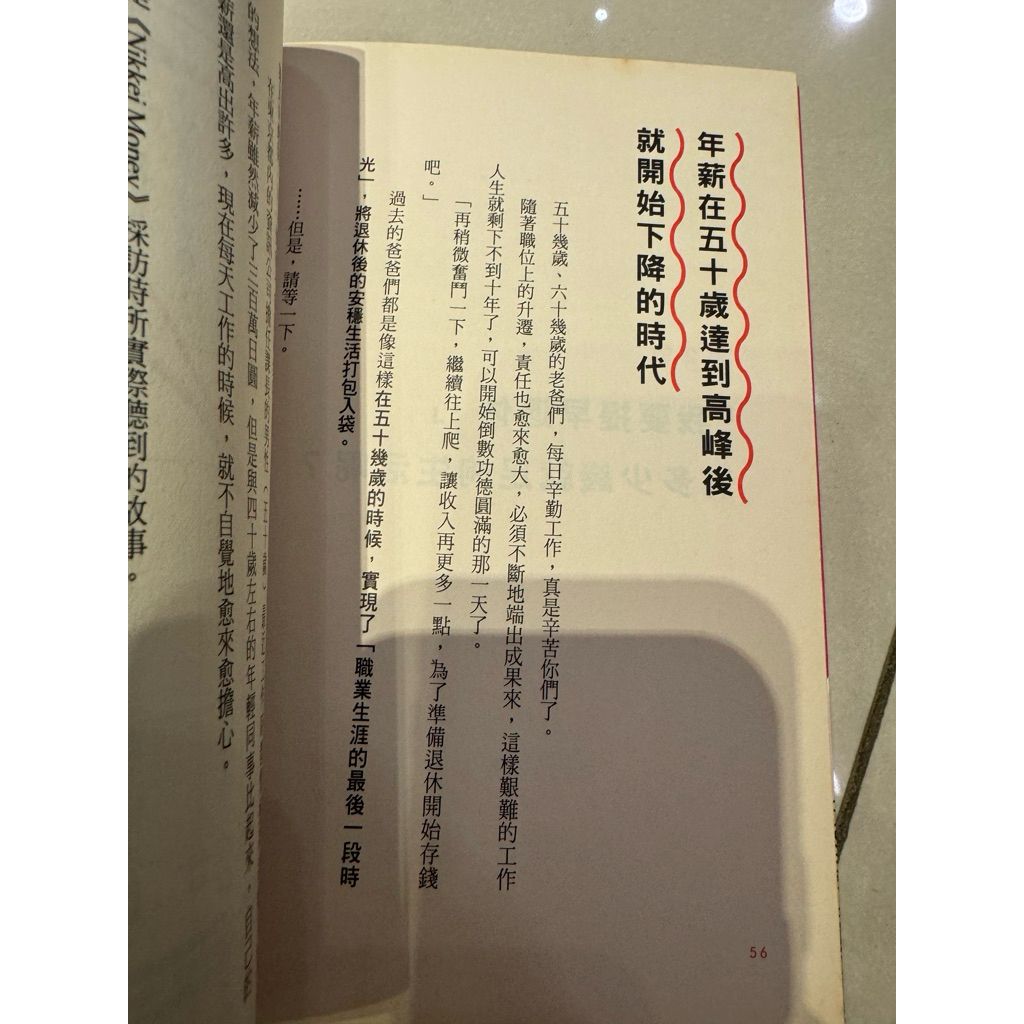 年薪在五十歲達到高峰後
就開始下降的時代
五十幾歲、六十幾歲的老爸們，每日辛勤工作，真是辛苦你們了。
隨著職位上的升遷，責任也愈來愈大，必須不斷地端出成果來，這樣艱難的工作
人生就剩下不到十年了，可以開始倒數功德圓滿的那一天了。
「再稍微奮鬥一下，繼續往上爬，讓收入再更多一點，為了準備退休開始存錢
吧。」
過去的爸爸們都是像這樣在五十幾歲的時候，實現了「職業生涯的最後一段時
光」，將退休後的安穩生活打包入袋。
……但是，請等一下。
的想法，年薪雖然減少了三百萬日圓，但是與四十歲左右的年輕同事比起來，自己
薪還是高出許多，現在每天工作的時候，就不自覺地愈來愈擔心。
《Nikkei Money》採訪時所實際聽到的故事。
56